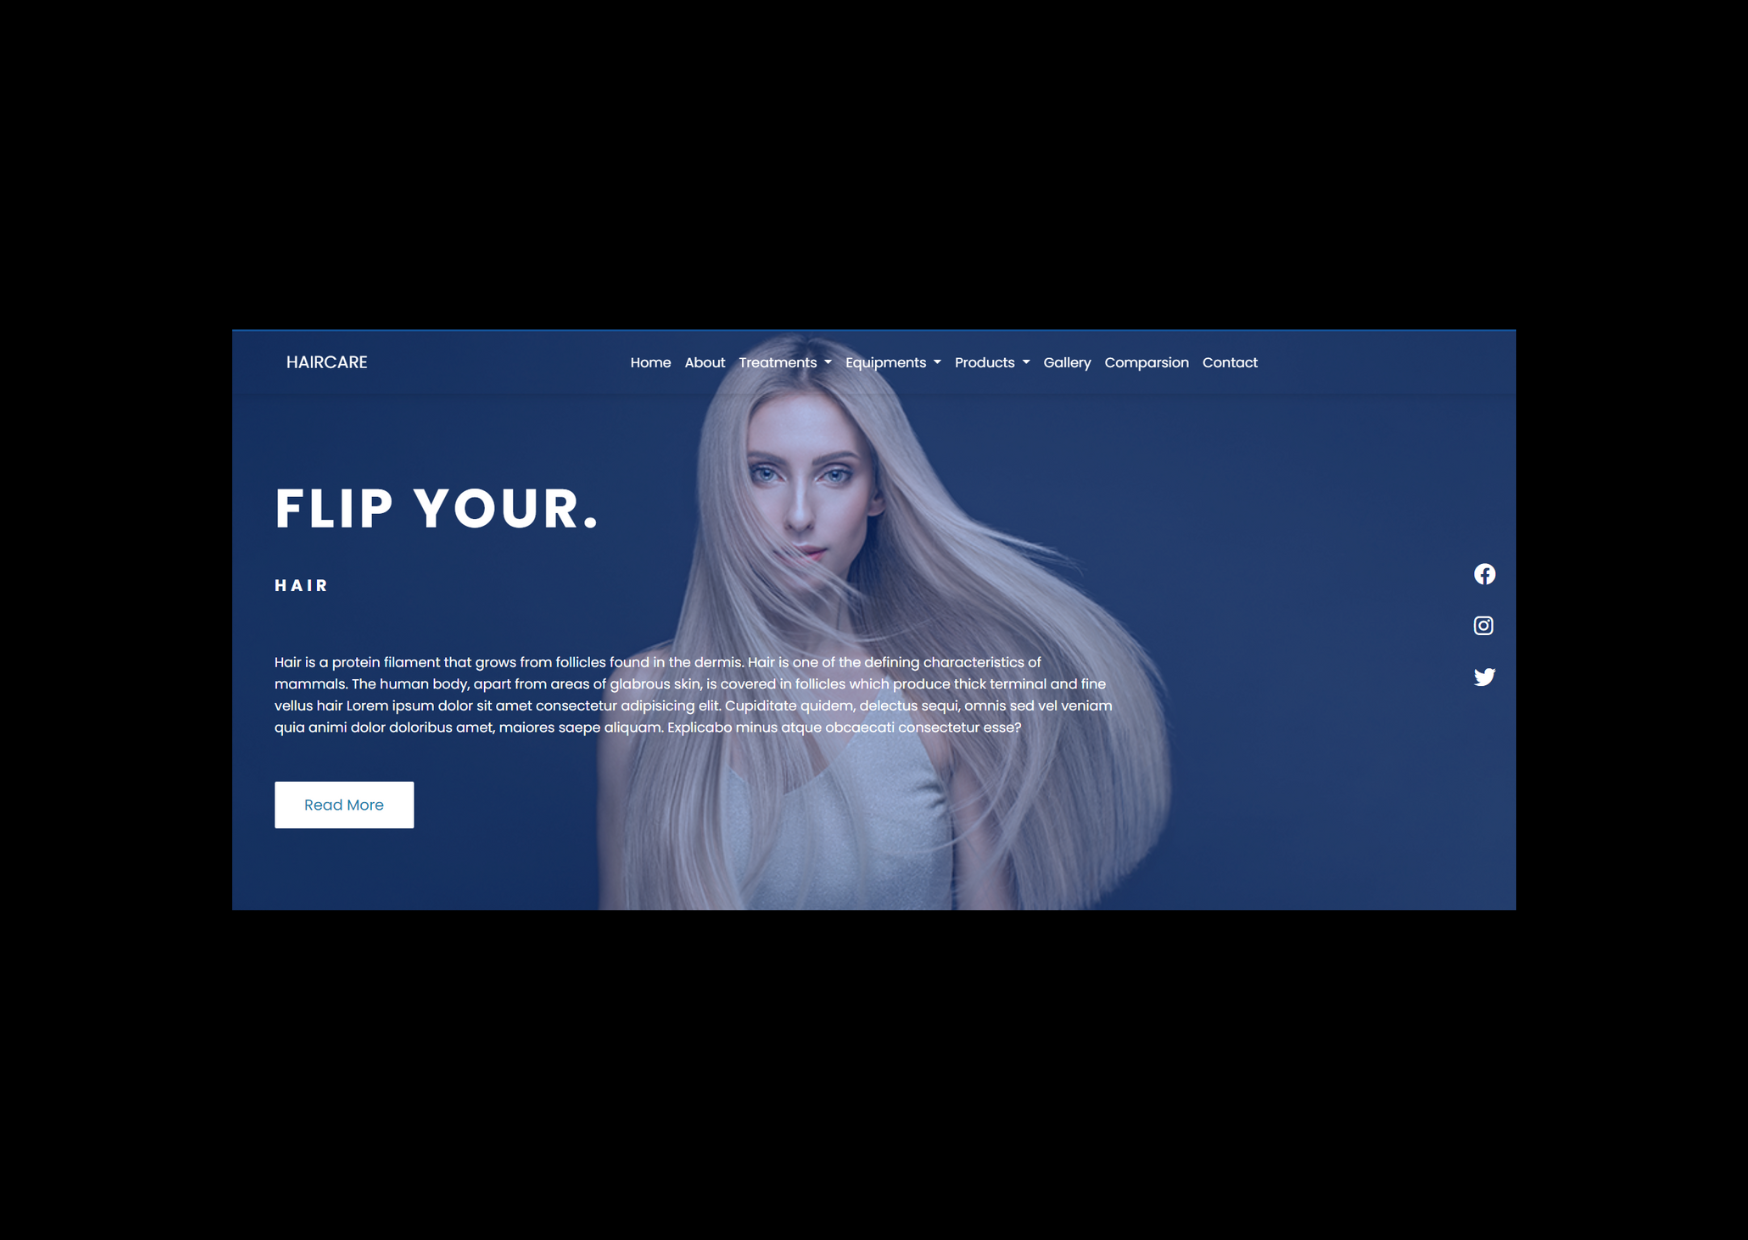 HAIRCARE
Home About Treatments Equipments Products Gallery Comparsion Contact
FLIP YOUR.
HAIR
Hair is a protein filament that grows from follicles found in the dermis. Hair is one of the defining characteristics of
mammals. The human body, apart from areas of glabrous skin, is covered in follicles which produce thick terminal and fine
vellus hair Lorem ipsum dolor sit amet consectetur adipisicing elit. Cupiditate quidem, delectus sequi, omnis sed vel veniam
quia animi dolor doloribus amet, maiores saepe aliquam. Explicabo minus atque obcaecati consectetur esse?
Read More